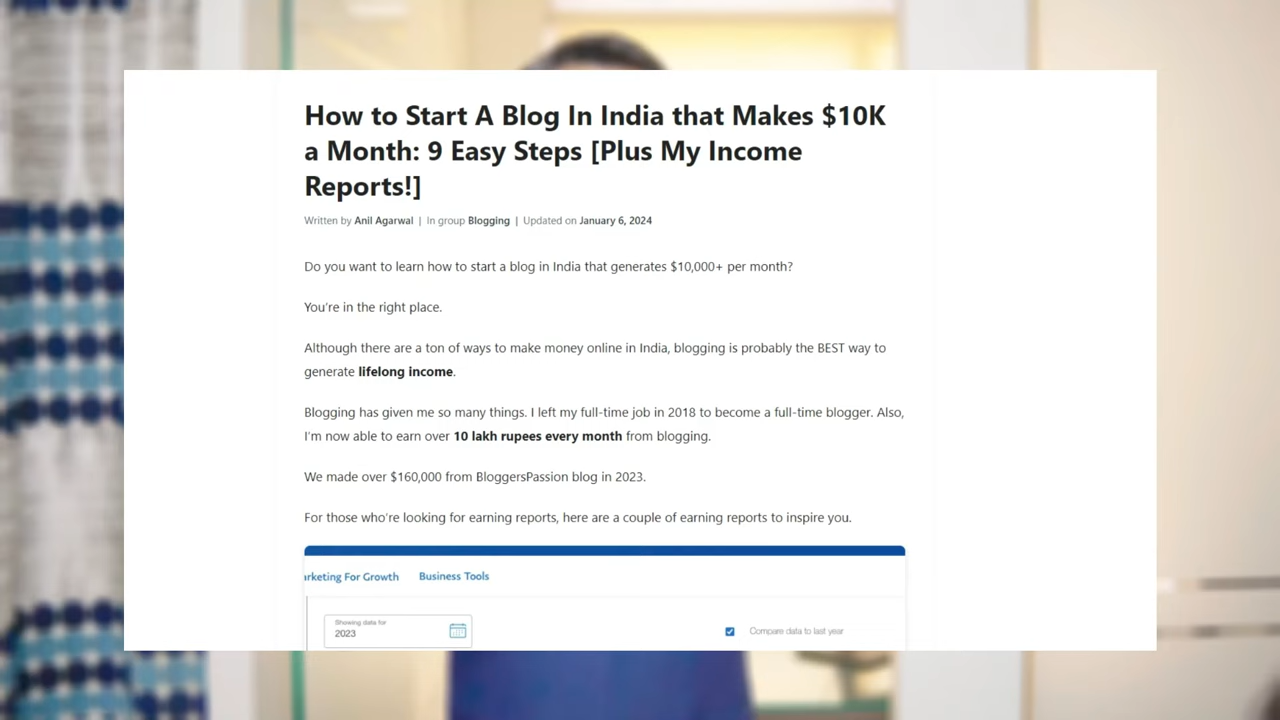 How to Start A Blog In India that Makes $10K
a Month: 9 Easy Steps [Plus My Income
Reports!]
Written by Anil Agarwal | In group Blogging | Updated on January 6, 2024
Do you want to learn how to start a blog in India that generates $10,000+ per month?
You're in the right place.
Although there are a ton of ways to make money online in India, blogging is probably the BEST way to
generate lifelong income.
Blogging has given me so many things. I left my full-time job in 2018 to become a full-time blogger. Also,
I'm now able to earn over 10 lakh rupees every month from blogging.
We made over $160,000 from BloggersPassion blog in 2023.
For those who're looking for earning reports, here are a couple of earning reports to inspire you.
rketing For Growth Business Tools
Showing data for
2023
Compare data to last year